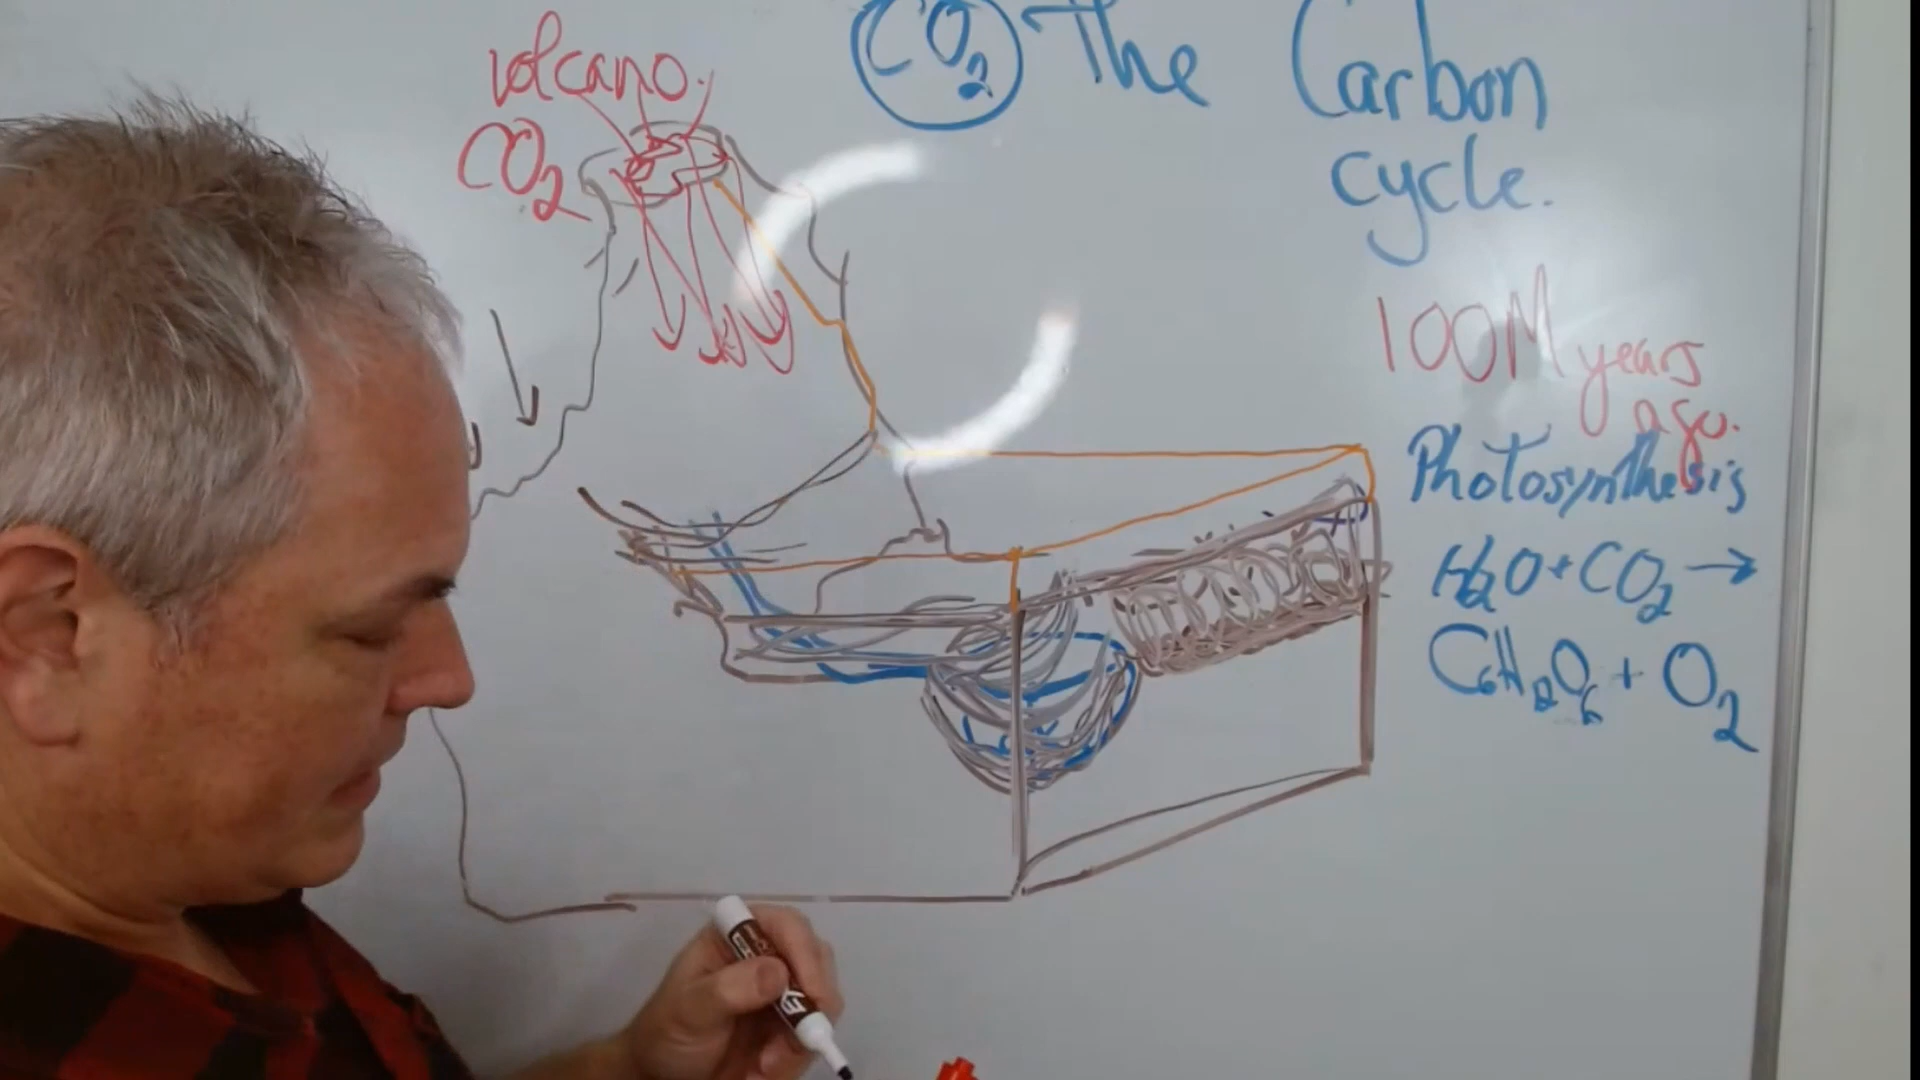 volcano.
CO₂
CO₂ The Carbon
cycle.
100M years
ago.
Photosynthesis
H₂O + CO₂ →
C₆H₁₂O₆ + O₂